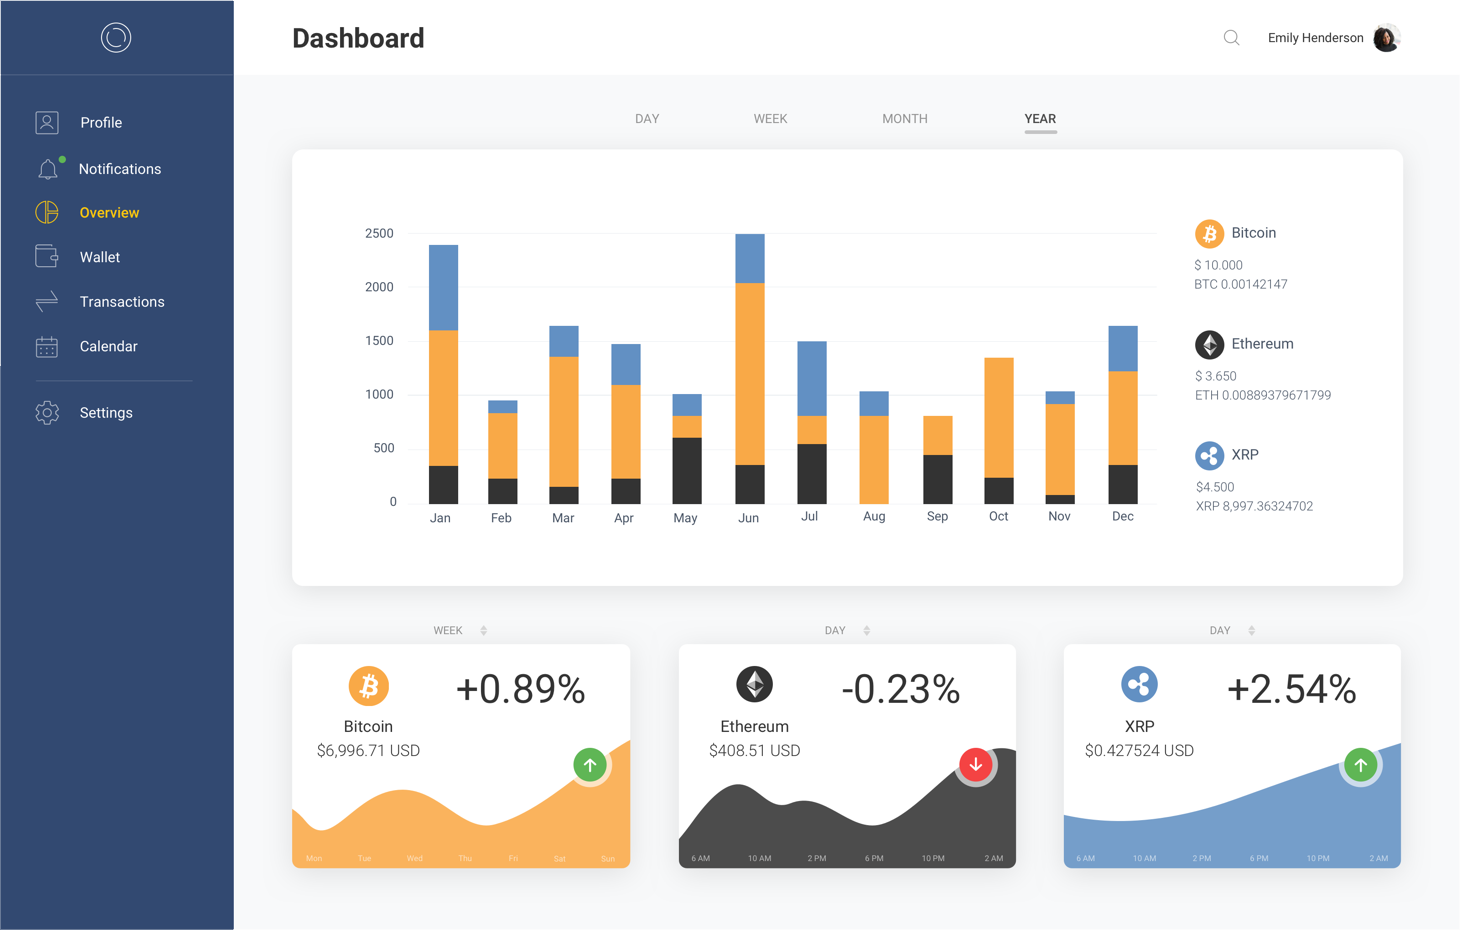 Dashboard
Emily Henderson
Profile
Notifications
Overview
Wallet
Transactions
Calendar
Settings
DAY WEEK MONTH YEAR
2500
2000
1500
1000
500
0
Jan Feb Mar Apr May Jun Jul Aug Sep Oct Nov Dec
Bitcoin
$ 10.000
BTC 0.00142147
Ethereum
$ 3.650
ETH 0.00889379671799
XRP
$4.500
XRP 8,997.36324702
WEEK
+0.89%
Bitcoin
$6,996.71 USD
Mon Tue Wed Thu Fri Sat Sun
DAY
-0.23%
Ethereum
$408.51 USD
6 AM 10 AM 2 PM 6 PM 10 PM 2 AM
DAY
+2.54%
XRP
$0.427524 USD
6 AM 10 AM 2 PM 6 PM 10 PM 2 AM